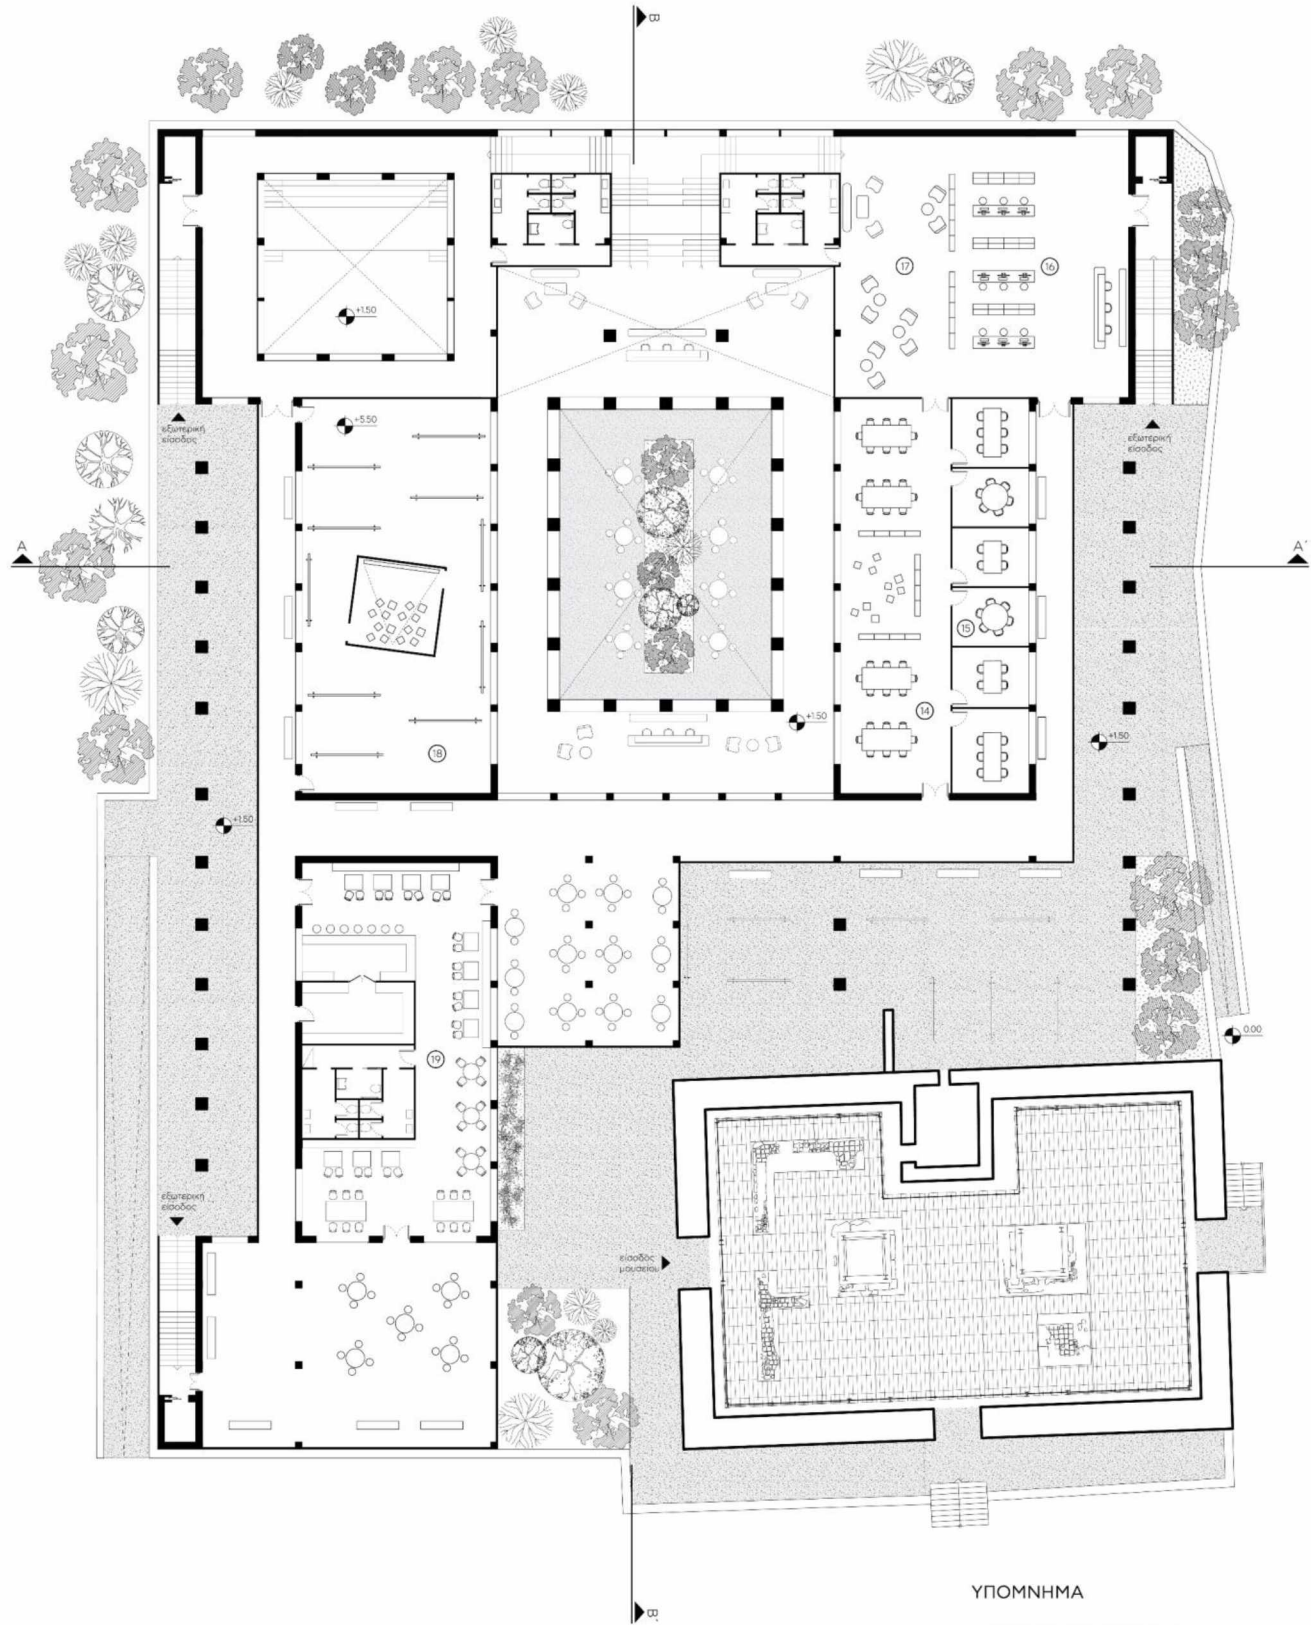 B
17
16
+1.50
+5.50
εξωτερική
είσοδος
εξωτερική
είσοδος
A
A΄
15
14
+1.50
+1.50
18
+1.50
0.00
19
εξωτερική
είσοδος
είσοδος
μουσείου
B΄
ΥΠΟΜΝΗΜΑ